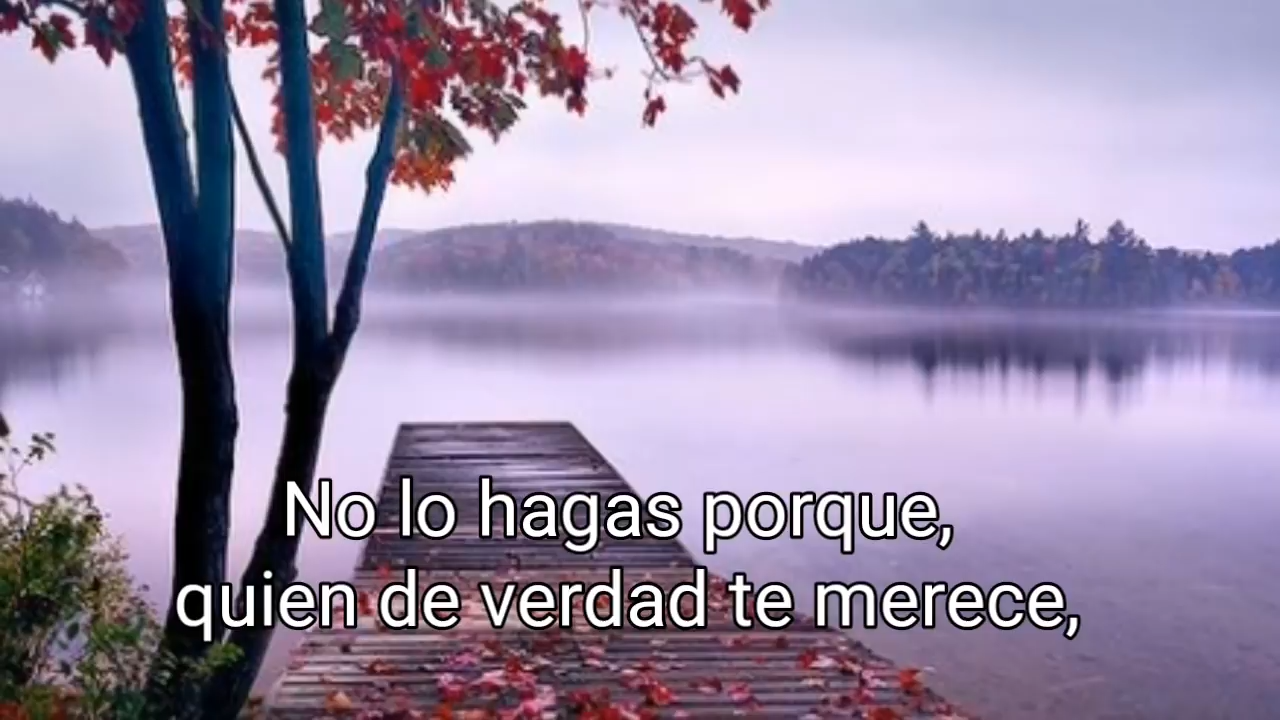 No lo hagas porque,
quien de verdad te merece,